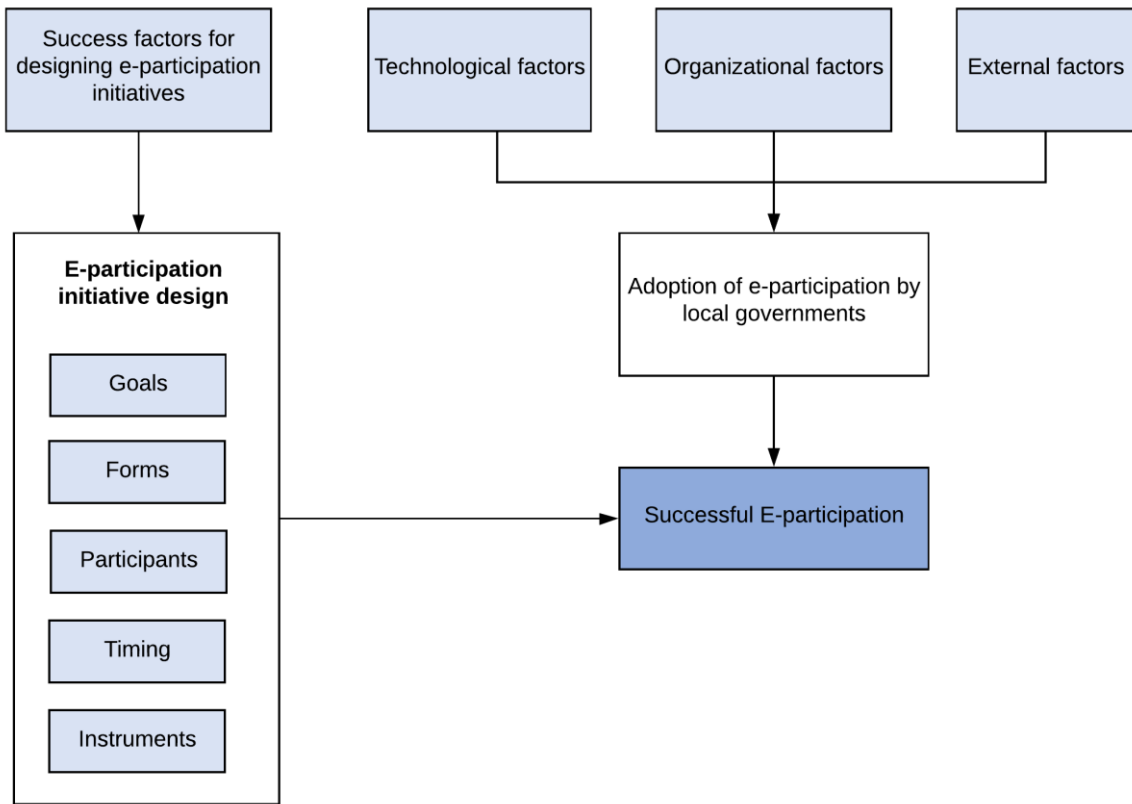 Success factors for
designing e-participation
initiatives
Technological factors
Organizational factors
External factors
E-participation
initiative design
Goals
Forms
Participants
Timing
Instruments
Adoption of e-participation by
local governments
Successful E-participation